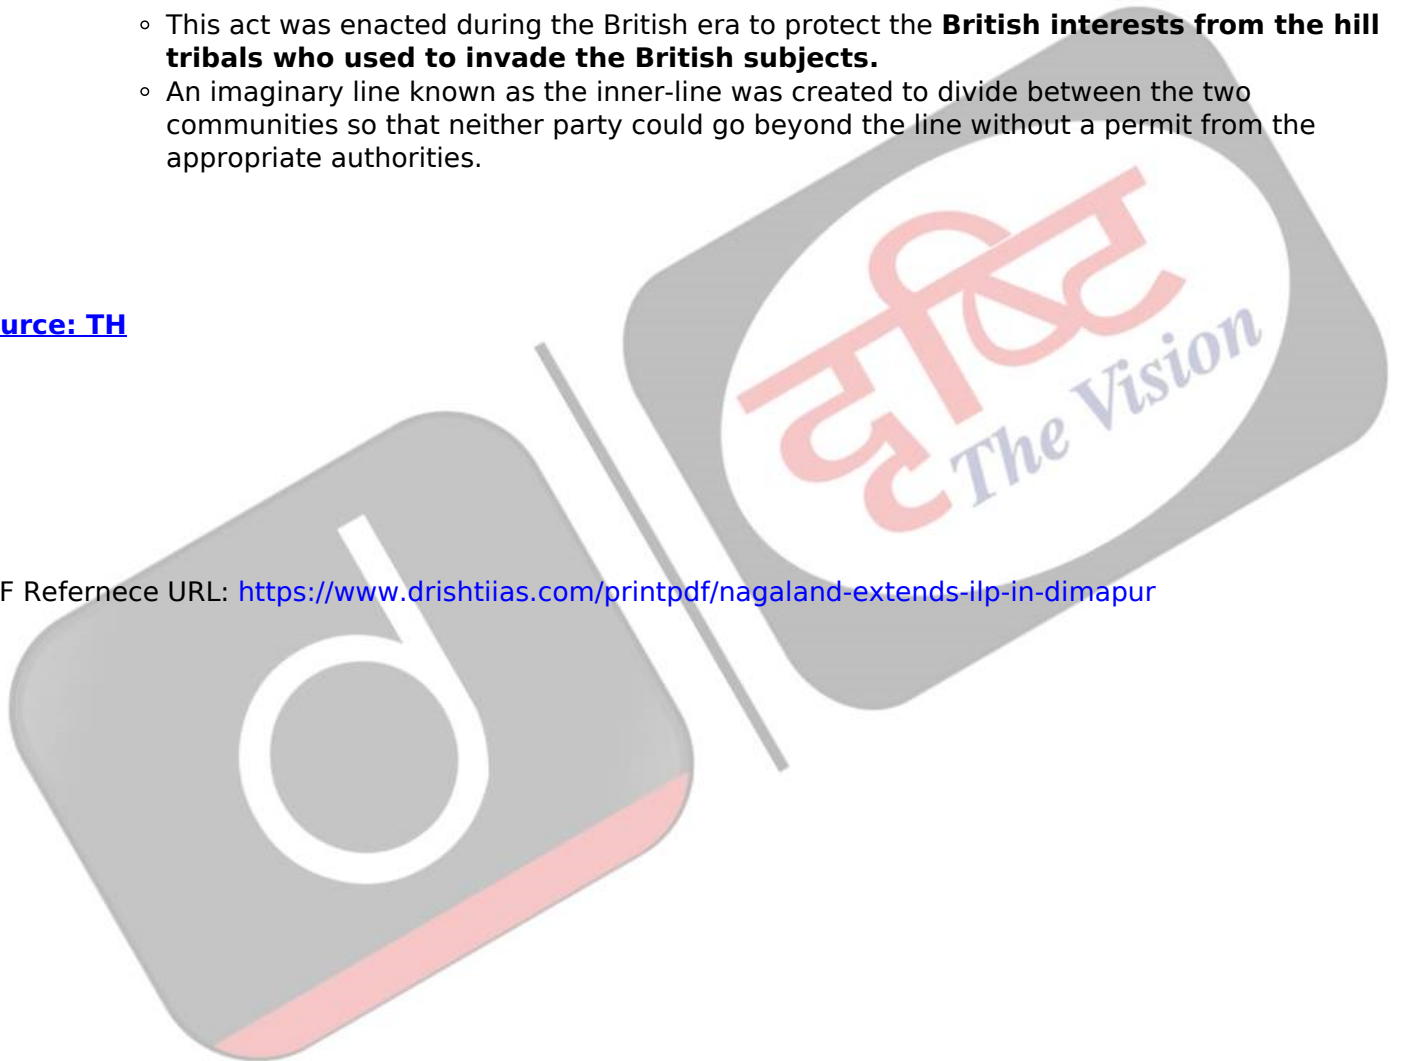 ◦ This act was enacted during the British era to protect the British interests from the hill
tribals who used to invade the British subjects.
◦ An imaginary line known as the inner-line was created to divide between the two
communities so that neither party could go beyond the line without a permit from the
appropriate authorities.
urce: TH
दृष्टि
The Vision
d
F Refernece URL: https://www.drishtiias.com/printpdf/nagaland-extends-ilp-in-dimapur